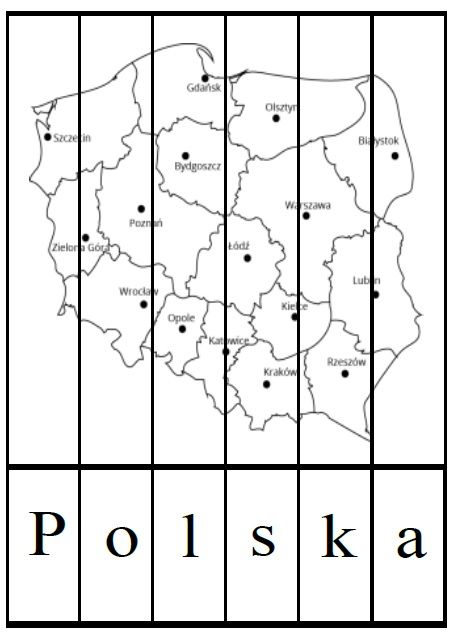 Gdańsk
Olsztyn
Szczecin
Białystok
Bydgoszcz
Warszawa
Poznań
Zielona Góra
Łódź
Lublin
Wrocław
Kielce
Opole
Katowice
Rzeszów
Kraków
P o l s k a